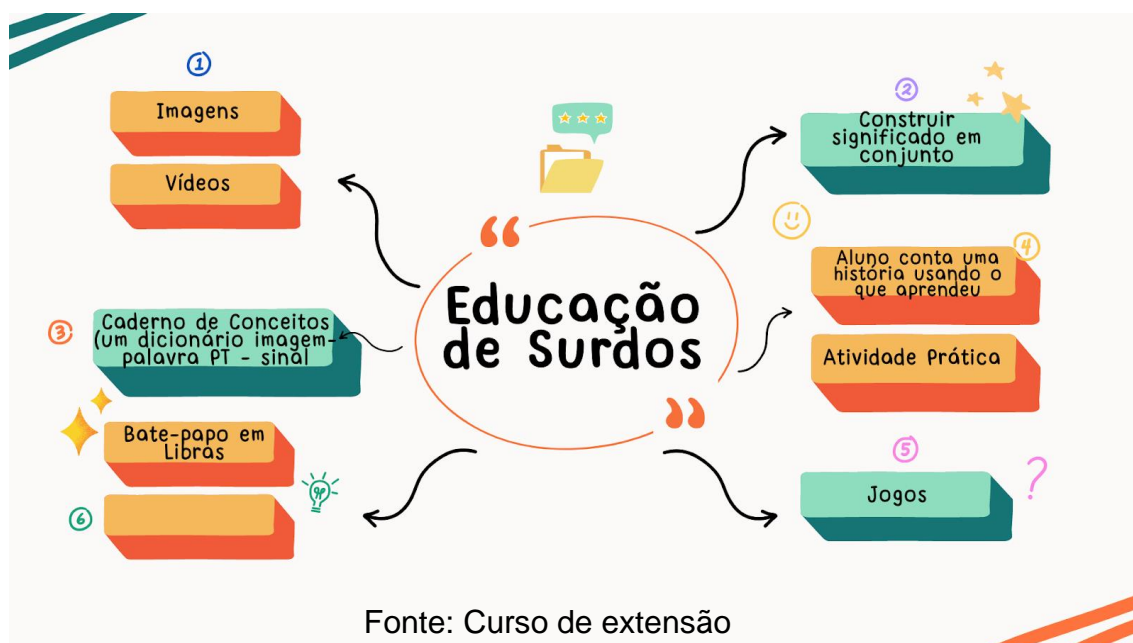 1
Imagens
Vídeos
2
Construir
significado em
conjunto
3
Caderno de Conceitos
(um dicionário imagem-
palavra PT - sinal
“
Educação
de Surdos
”
4
Aluno conta uma
história usando o
que aprendeu
Atividade Prática
Bate-papo em
Libras
6
5
Jogos
?
Fonte: Curso de extensão